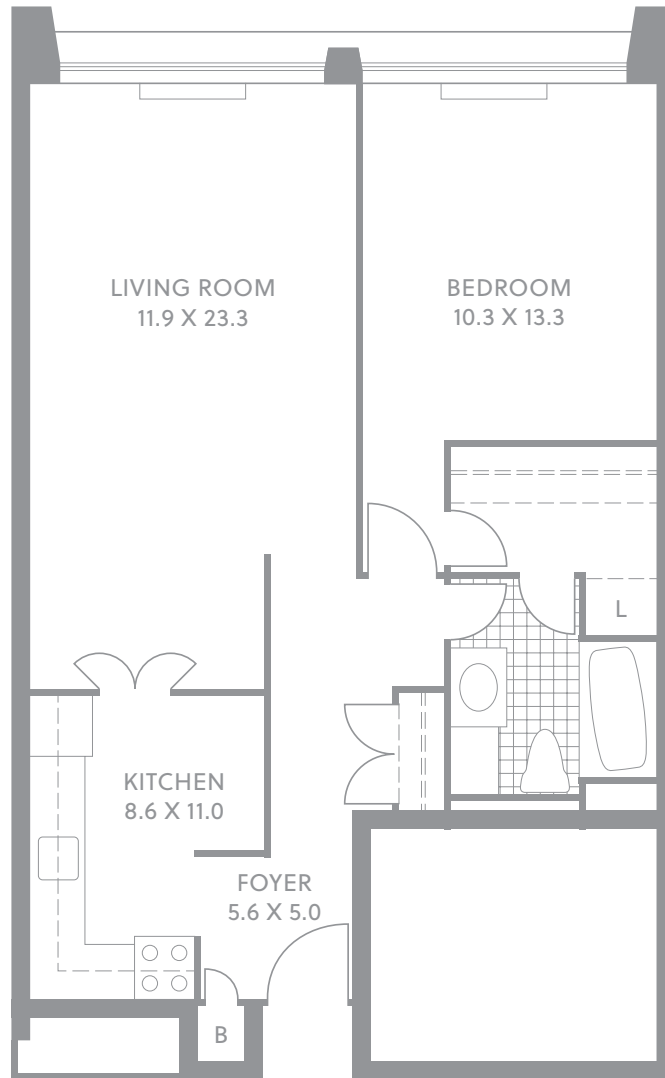 LIVING ROOM
11.9 X 23.3
BEDROOM
10.3 X 13.3
L
KITCHEN
8.6 X 11.0
FOYER
5.6 X 5.0
B